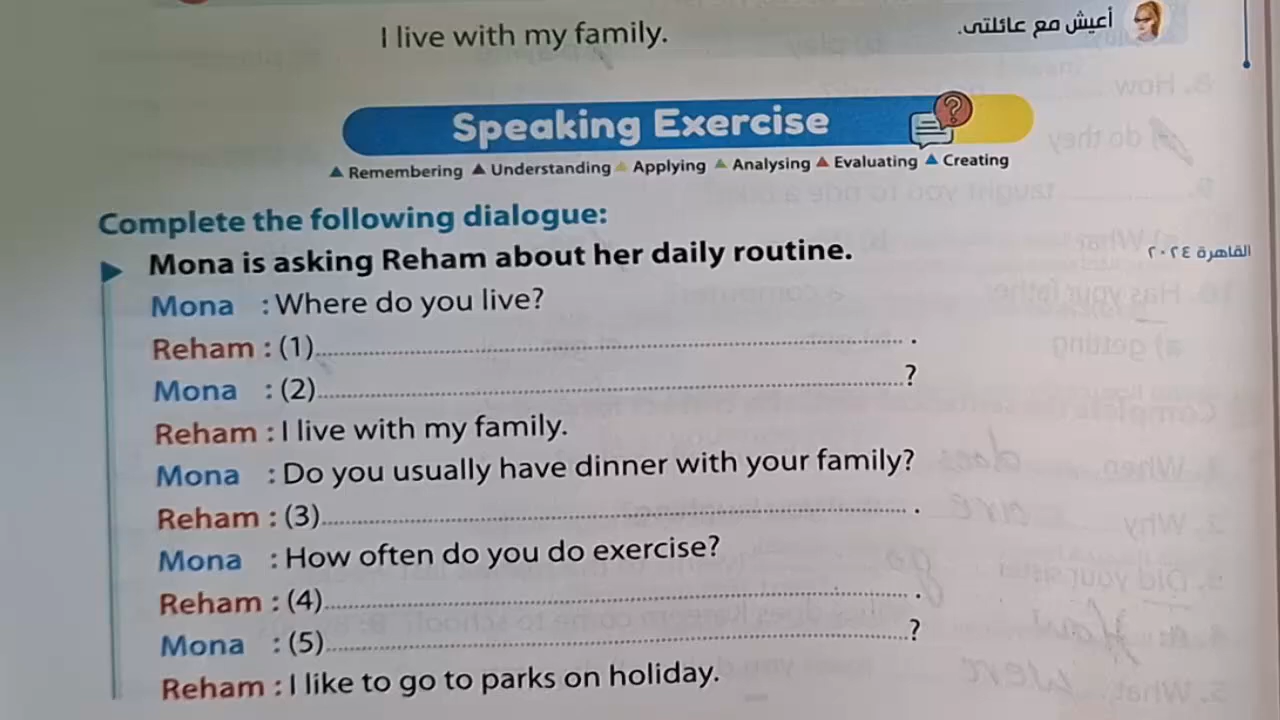 I live with my family.
أعيش مع عائلتى.
Speaking Exercise
Remembering Understanding Applying Analysing Evaluating Creating
Complete the following dialogue:
Mona is asking Reham about her daily routine.
القاهرة ٢٠٢٤
Mona : Where do you live?
Reham : (1) .
Mona : (2) ?
Reham : I live with my family.
Mona : Do you usually have dinner with your family?
Reham : (3) .
Mona : How often do you do exercise?
Reham : (4) .
Mona : (5) ?
Reham : I like to go to parks on holiday.